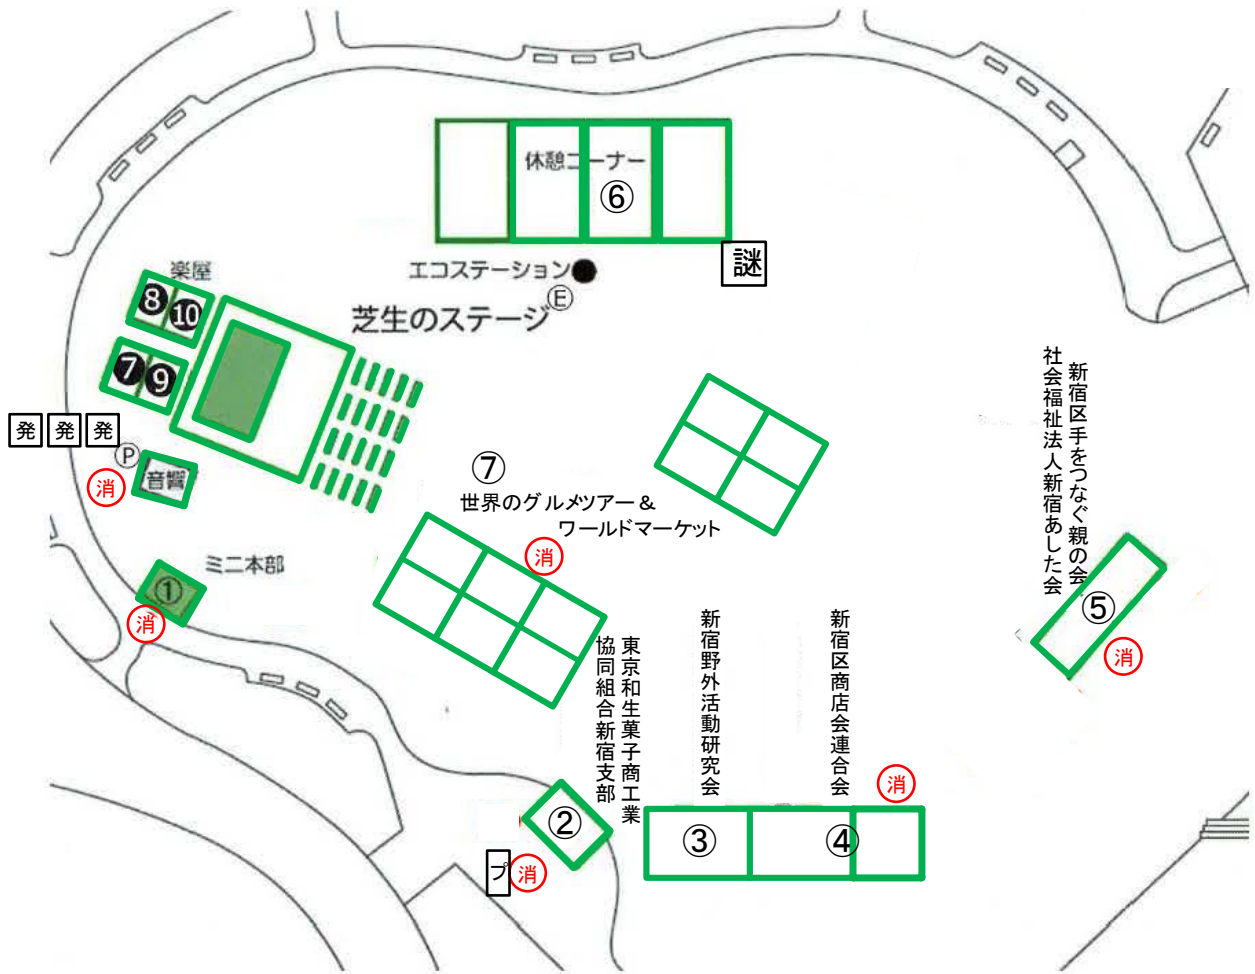 休憩コーナー
⑥
謎
エコステーション
Ⓔ
楽屋
❽
❿
芝生のステージ
❼
❾
発
発
発
Ⓟ
消
音響
⑦
世界のグルメツアー＆
ワールドマーケット
消
新宿区手をつなぐ親の会
社会福祉法人新宿あした会
⑤
消
ミニ本部
①
消
東京和生菓子商工業
協同組合新宿支部
新宿野外活動研究会
新宿区商店会連合会
消
②
③
④
プ
消